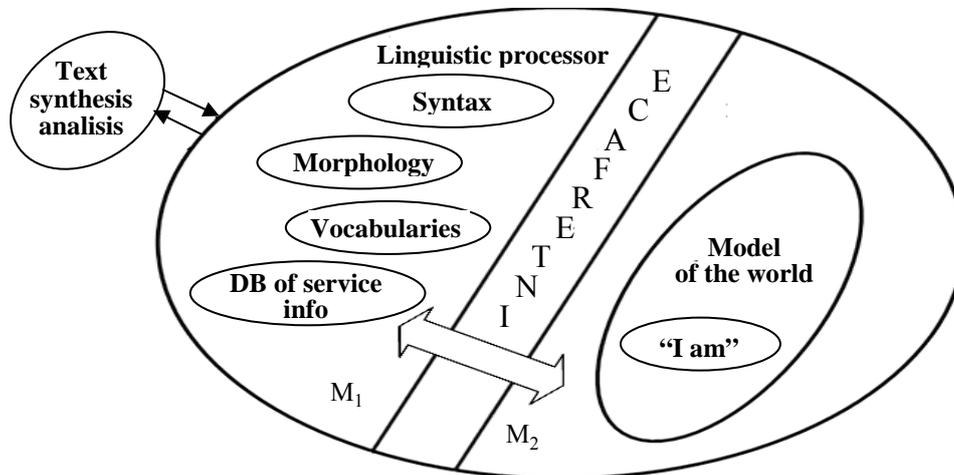 Linguistic processor
Text
synthesis
analisis
Syntax
Morphology
Vocabularies
DB of service
info
INTERFACE
Model
of the world
“I am”
M₁
M₂